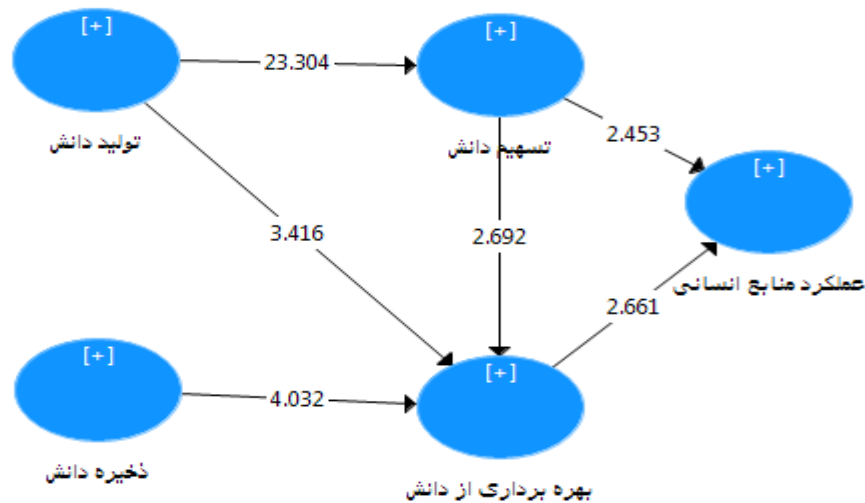 [+]
[+]
23.304
تولید دانش
تسهیم دانش
2.453
[+]
3.416
2.692
عملکرد منابع انسانی
2.661
[+]
[+]
4.032
ذخیره دانش
بهره برداری از دانش